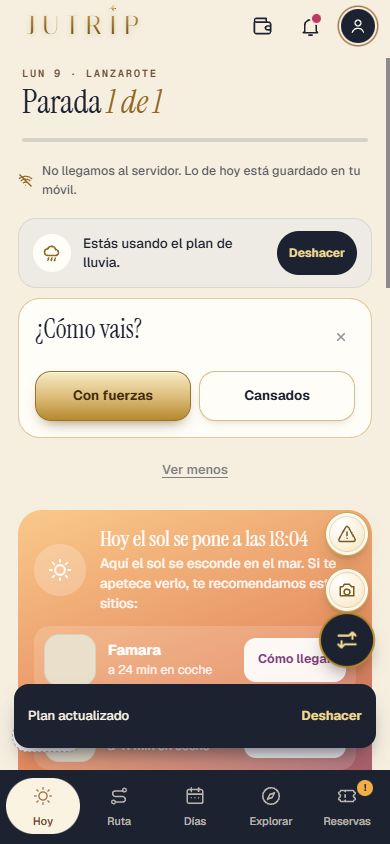 JUTRIP
LUN 9 · LANZAROTE
Parada 1 de 1
No llegamos al servidor. Lo de hoy está guardado en tu
móvil.
Estás usando el plan de
lluvia.
Deshacer
¿Cómo vais?
×
Con fuerzas
Cansados
Ver menos
Hoy el sol se pone a las 18:04
Aquí el sol se esconde en el mar. Si te
apetece verlo, te recomendamos
sitios:
Famara
a 24 min en coche
Cómo llegar
Plan actualizado
Deshacer
Hoy
Ruta
Días
Explorar
Reservas
!